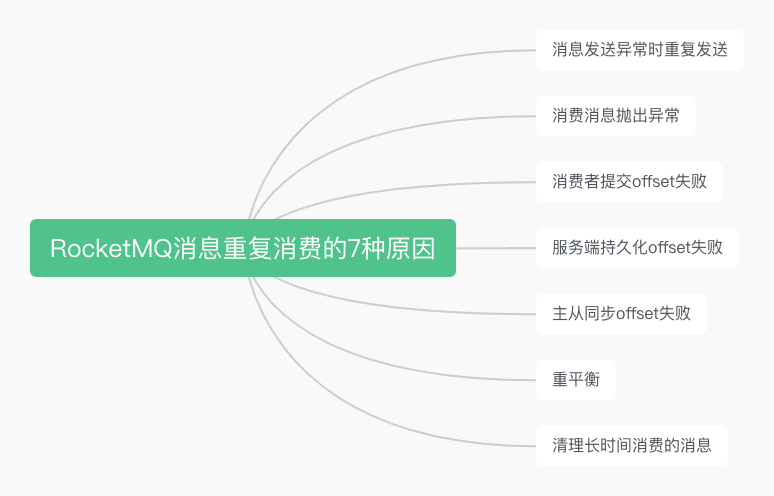 消息发送异常时重复发送
消费消息抛出异常
消费者提交offset失败
RocketMQ消息重复消费的7种原因
服务端持久化offset失败
主从同步offset失败
重平衡
清理长时间消费的消息